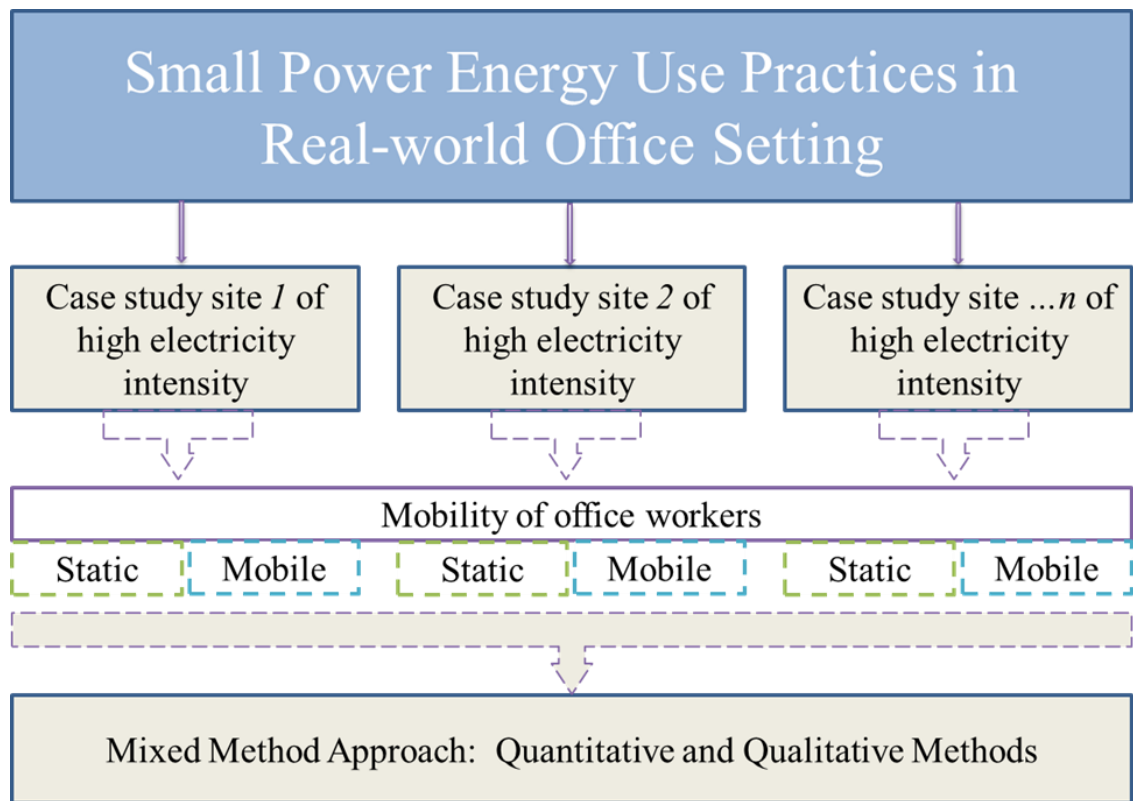 Small Power Energy Use Practices in
Real-world Office Setting
Case study site 1 of
high electricity
intensity
Case study site 2 of
high electricity
intensity
Case study site ...n of
high electricity
intensity
Mobility of office workers
Static
Mobile
Static
Mobile
Static
Mobile
Mixed Method Approach: Quantitative and Qualitative Methods